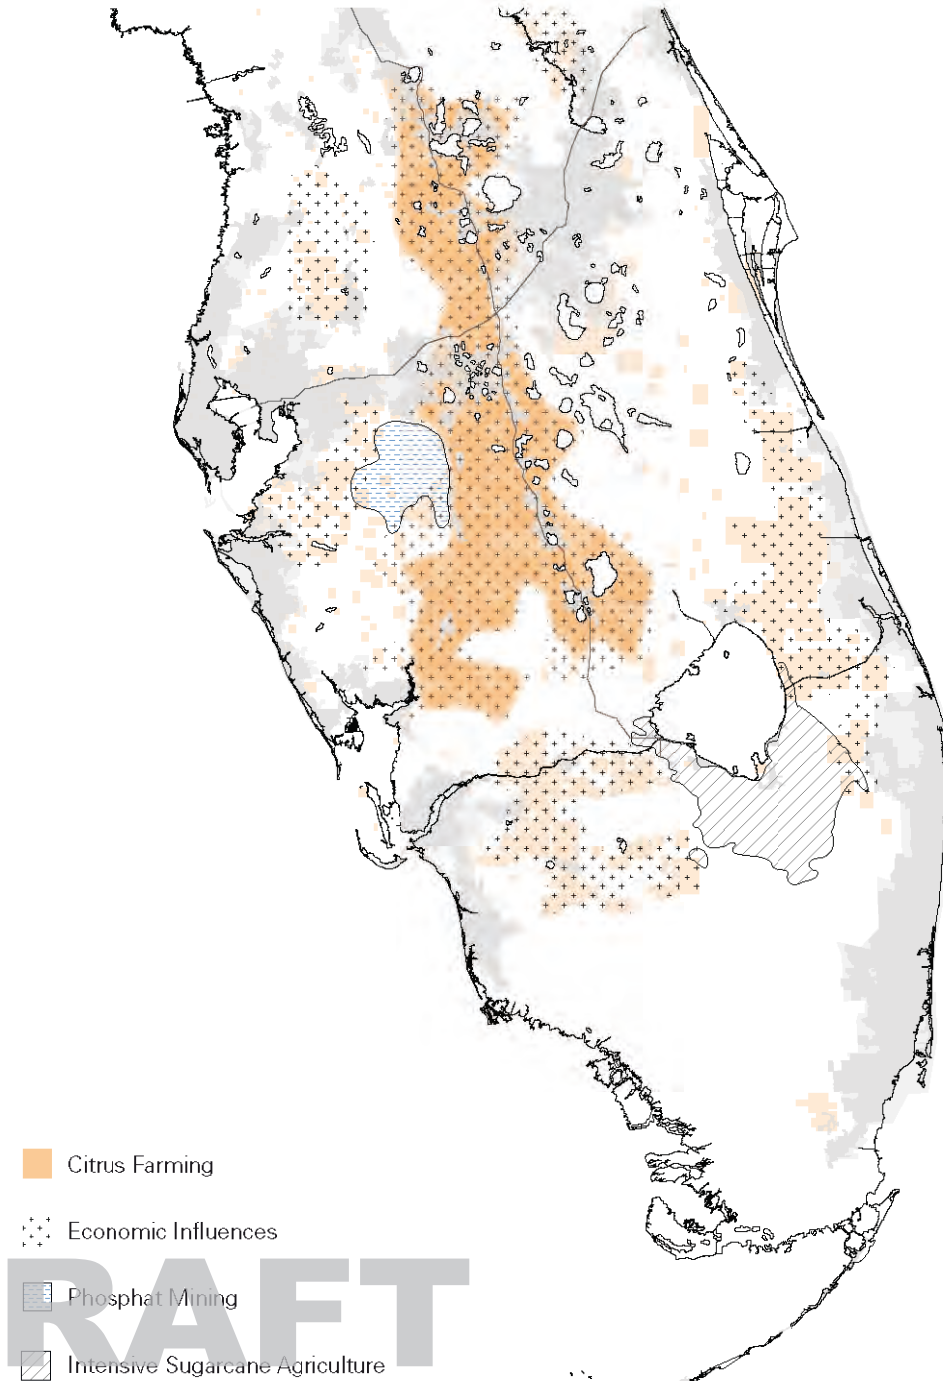 Citrus Farming
Economic Influences
Phosphat Mining
Intensive Sugarcane Agriculture
RAFT